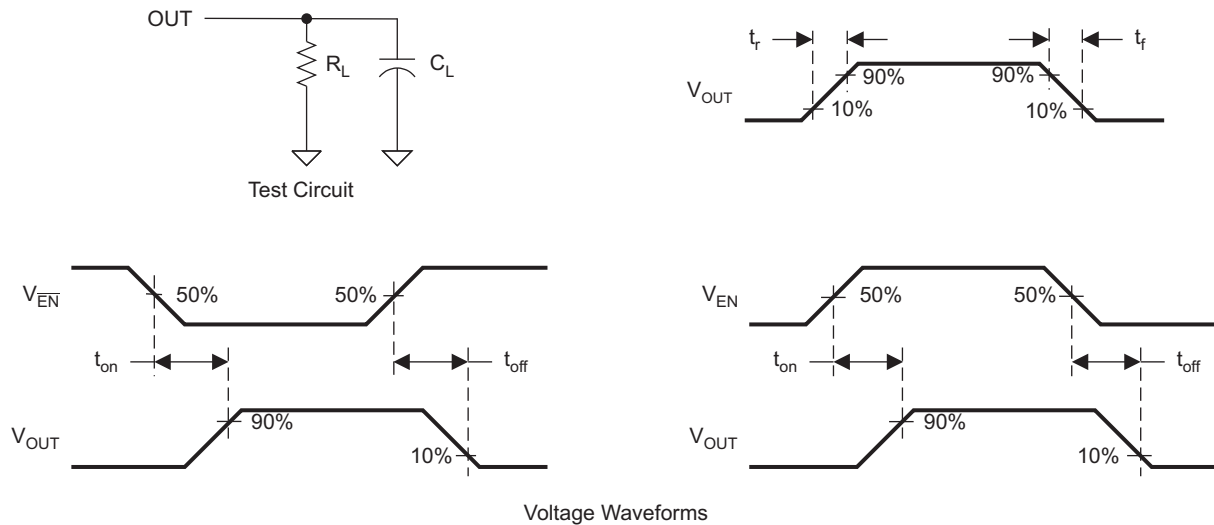 OUT
R_L
C_L
Test Circuit
t_r
t_f
90%
90%
V_OUT
10%
10%
V_E̅N̅
50%
50%
t_on
t_off
V_OUT
90%
10%
V_EN
50%
50%
t_on
t_off
V_OUT
90%
10%
Voltage Waveforms